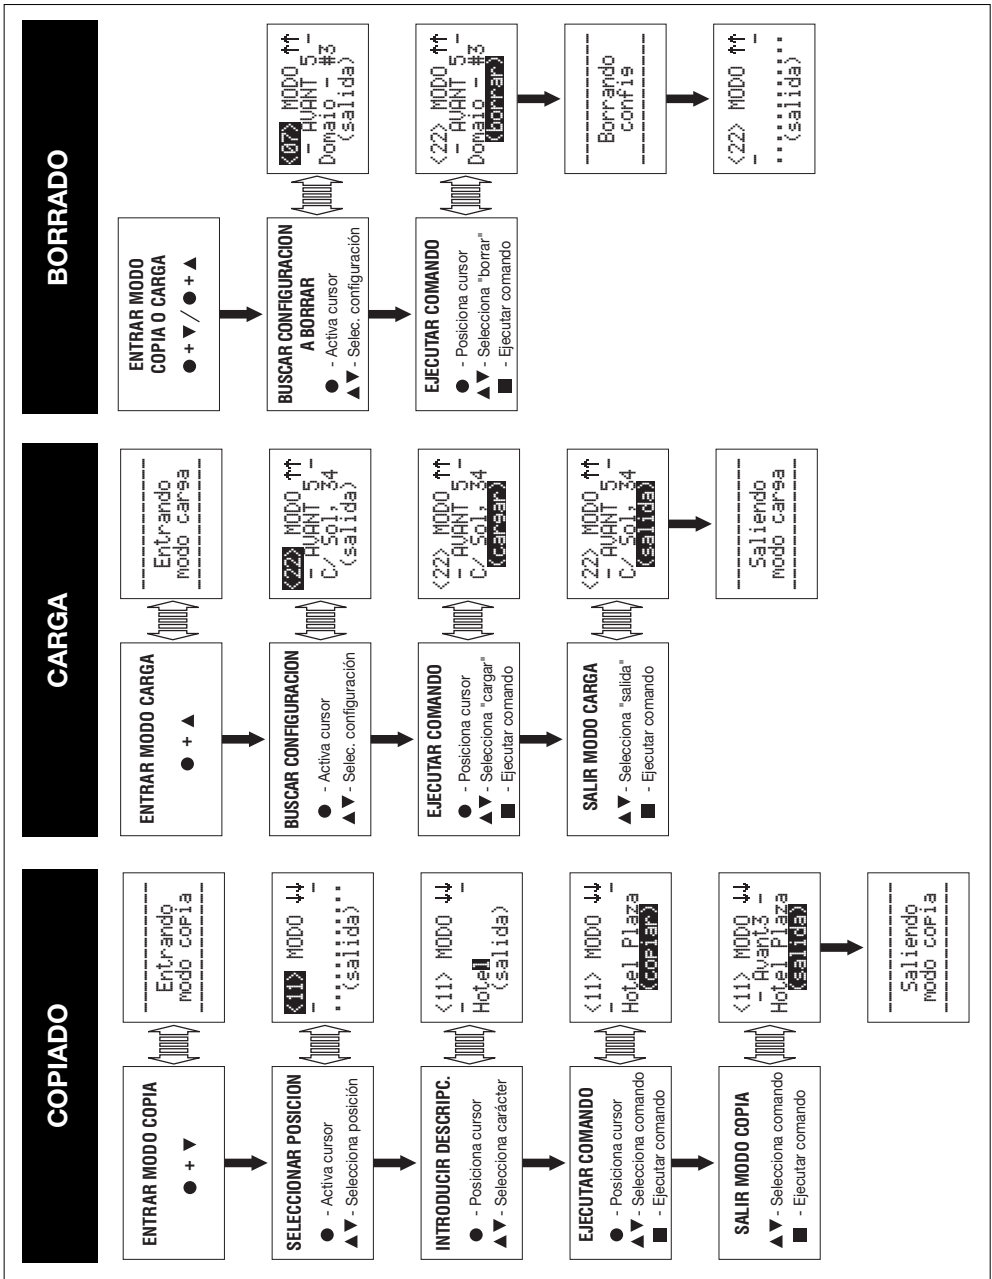 COPIADO
ENTRAR MODO COPIA
● + ▼
--------------
Entrando
modo copia
--------------
SELECCIONAR POSICION
● - Activa cursor
▲▼ - Selecciona posición
<11> MODO ↓↓
- -
..............
(salida)
INTRODUCIR DESCRIPC.
● - Posiciona cursor
▲▼ - Selecciona carácter
<11> MODO ↓↓
- -
Hotel
(salida)
EJECUTAR COMANDO
● - Posiciona cursor
▲▼ - Selecciona comando
■ - Ejecutar comando
<11> MODO ↓↓
- -
Hotel Plaza
(copiar)
SALIR MODO COPIA
▲▼ - Selecciona comando
■ - Ejecutar comando
<11> MODO ↓↓
- Avant3 -
Hotel Plaza
(salida)
--------------
Saliendo
modo copia
--------------
CARGA
ENTRAR MODO CARGA
● + ▲
--------------
Entrando
modo carga
--------------
BUSCAR CONFIGURACION
● - Activa cursor
▲▼ - Selec. configuración
<22> MODO ↑↑
- AVANT 5 -
C/ Sol, 34
(salida)
EJECUTAR COMANDO
● - Posiciona cursor
▲▼ - Selecciona "cargar"
■ - Ejecutar comando
<22> MODO ↑↑
- AVANT 5 -
C/ Sol, 34
(cargar)
SALIR MODO CARGA
▲▼ - Selecciona "salida"
■ - Ejecutar comando
<22> MODO ↑↑
- AVANT 5 -
C/ Sol, 34
(salida)
--------------
Saliendo
modo carga
--------------
BORRADO
ENTRAR MODO
COPIA O CARGA
● + ▼ / ● + ▲
BUSCAR CONFIGURACION
A BORRAR
● - Activa cursor
▲▼ - Selec. configuración
<07> MODO ↑↑
- AVANT 5 -
Domaio - #3
(salida)
EJECUTAR COMANDO
● - Posiciona cursor
▲▼ - Selecciona "borrar"
■ - Ejecutar comando
<22> MODO ↑↑
- AVANT 5 -
Domaio - #3
(borrar)
--------------
Borrando
config
--------------
<22> MODO ↑↑
- -
..............
(salida)